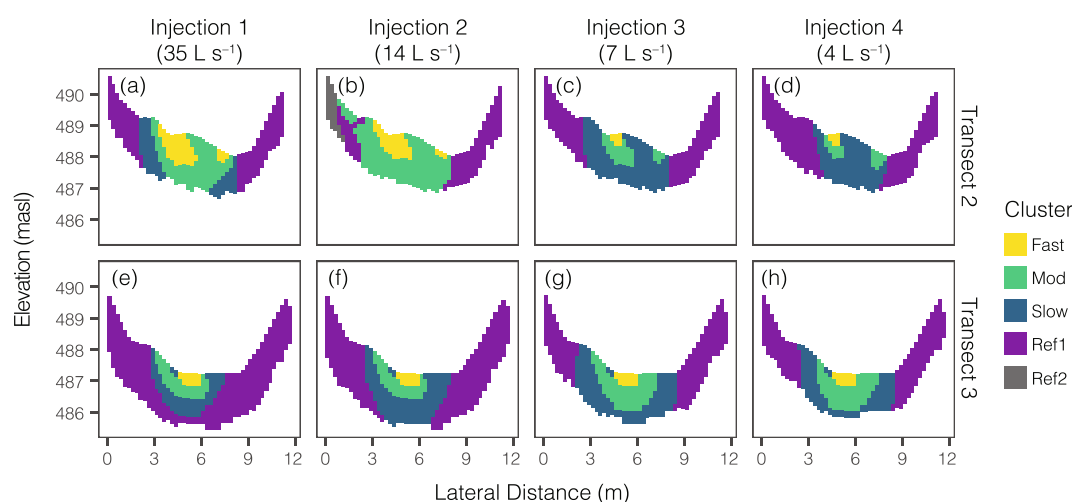 Injection 1
(35 L s⁻¹)
Injection 2
(14 L s⁻¹)
Injection 3
(7 L s⁻¹)
Injection 4
(4 L s⁻¹)
(a)
(b)
(c)
(d)
490
489
488
487
486
Transect 2
(e)
(f)
(g)
(h)
490
489
488
487
486
Transect 3
Elevation (masl)
0 3 6 9 12
0 3 6 9 12
0 3 6 9 12
0 3 6 9 12
Lateral Distance (m)
Cluster
Fast
Mod
Slow
Ref1
Ref2